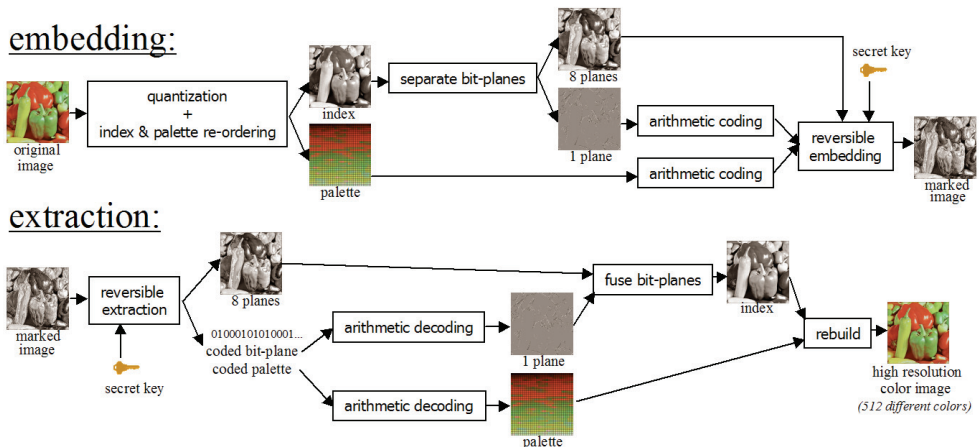 embedding:
original
image
quantization
+
index & palette re-ordering
index
palette
separate bit-planes
8 planes
1 plane
arithmetic coding
arithmetic coding
secret key
reversible
embedding
marked
image
extraction:
marked
image
reversible
extraction
secret key
8 planes
01000101010001...
coded bit-plane
coded palette
arithmetic decoding
arithmetic decoding
1 plane
palette
fuse bit-planes
index
rebuild
high resolution
color image
(512 different colors)